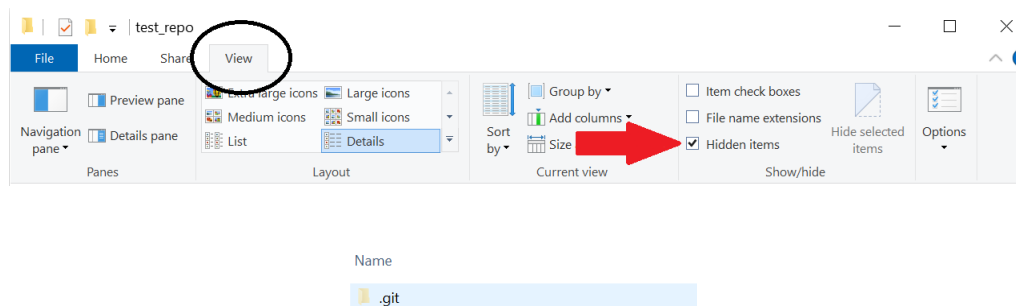 test_repo
File Home Share View
Preview pane
Details pane
Navigation pane
Panes
Extra large icons Large icons
Medium icons Small icons
List Details
Layout
Sort by
Group by
Add columns
Size
Current view
Item check boxes
File name extensions
Hidden items
Hide selected items
Show/hide
Options
Name
.git